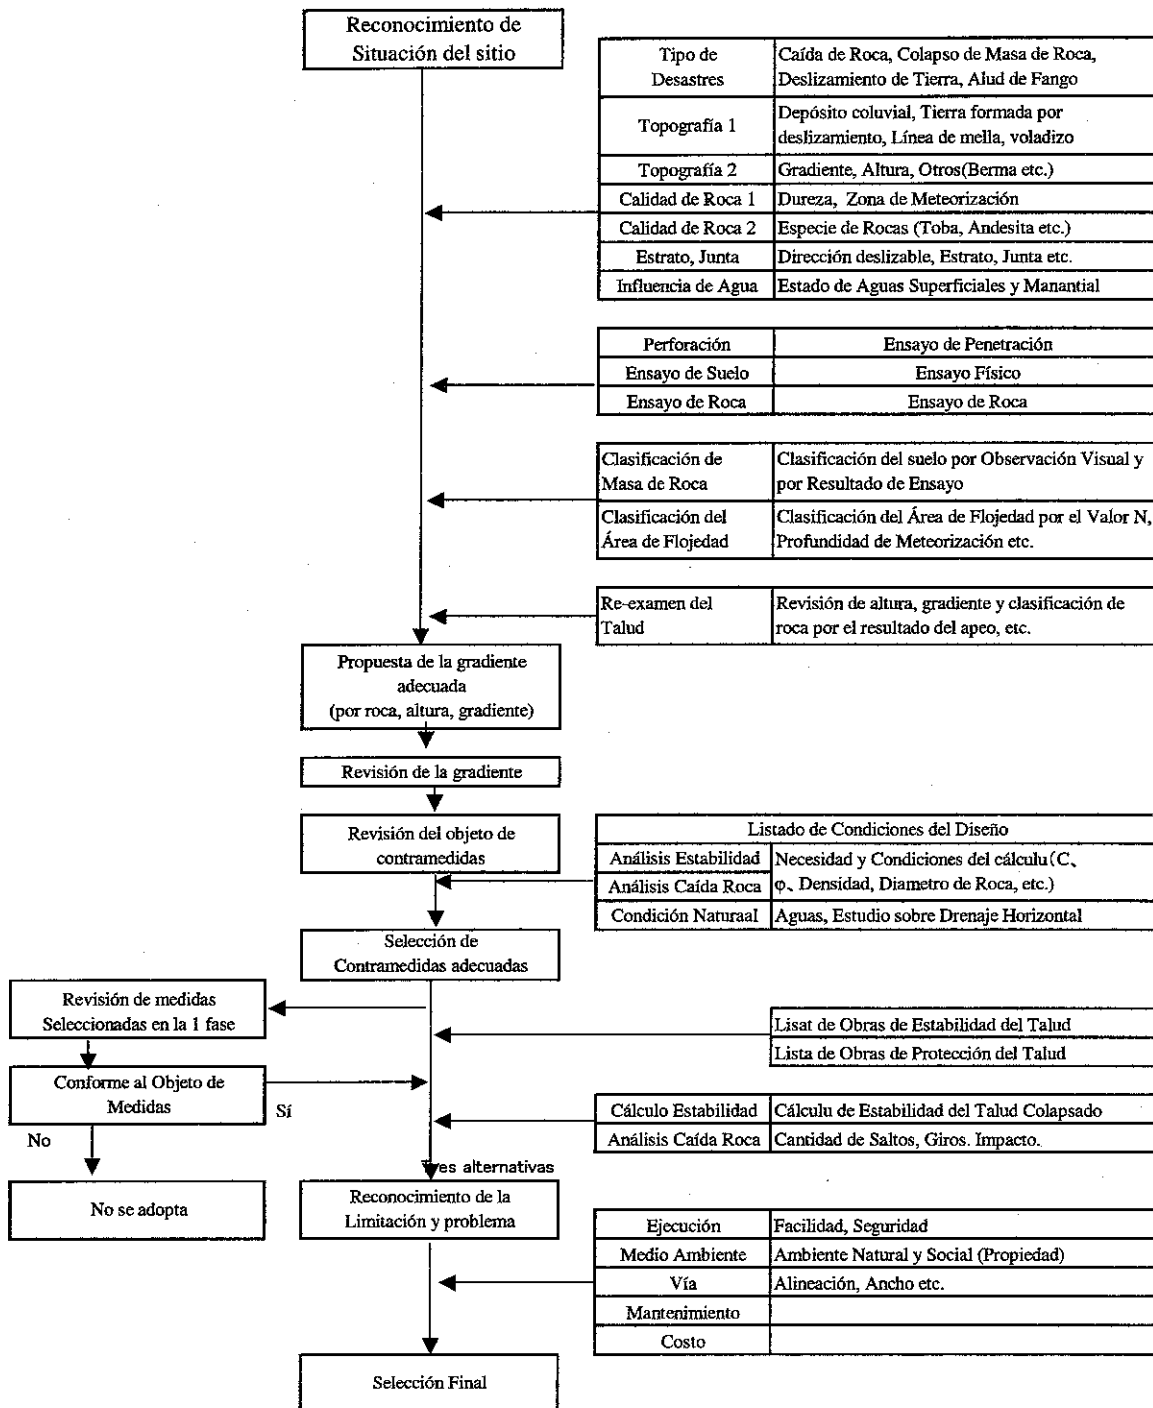 Reconocimiento de
Situación del sitio
Tipo de
Desastres
Caída de Roca, Colapso de Masa de Roca,
Deslizamiento de Tierra, Alud de Fango
Topografía 1
Depósito coluvial, Tierra formada por
deslizamiento, Línea de mella, voladizo
Topografía 2
Gradiente, Altura, Otros(Berma etc.)
Calidad de Roca 1
Dureza, Zona de Meteorización
Calidad de Roca 2
Especie de Rocas (Toba, Andesita etc.)
Estrato, Junta
Dirección deslizable, Estrato, Junta etc.
Influencia de Agua
Estado de Aguas Superficiales y Manantial
Perforación
Ensayo de Penetración
Ensayo de Suelo
Ensayo Físico
Ensayo de Roca
Ensayo de Roca
Clasificación de
Masa de Roca
Clasificación del suelo por Observación Visual y
por Resultado de Ensayo
Clasificación del
Área de Flojedad
Clasificación del Área de Flojedad por el Valor N,
Profundidad de Meteorización etc.
Re-examen del
Talud
Revisión de altura, gradiente y clasificación de
roca por el resultado del apeo, etc.
Propuesta de la gradiente
adecuada
(por roca, altura, gradiente)
Revisión de la gradiente
Revisión del objeto de
contramedidas
Listado de Condiciones del Diseño
Análisis Estabilidad
Análisis Caída Roca
Necesidad y Condiciones del cálculu(C、
φ、Densidad, Diametro de Roca, etc.)
Condición Naturaal
Aguas, Estudio sobre Drenaje Horizontal
Selección de
Contramedidas adecuadas
Revisión de medidas
Seleccionadas en la 1 fase
Lisat de Obras de Estabilidad del Talud
Lista de Obras de Protección del Talud
Conforme al Objeto de
Medidas
Sí
No
Cálculo Estabilidad
Cálculu de Estabilidad del Talud Colapsado
Análisis Caída Roca
Cantidad de Saltos, Giros. Impacto.
Tres alternativas
No se adopta
Reconocimiento de la
Limitación y problema
Ejecución
Facilidad, Seguridad
Medio Ambiente
Ambiente Natural y Social (Propiedad)
Vía
Alineación, Ancho etc.
Mantenimiento
Costo
Selección Final